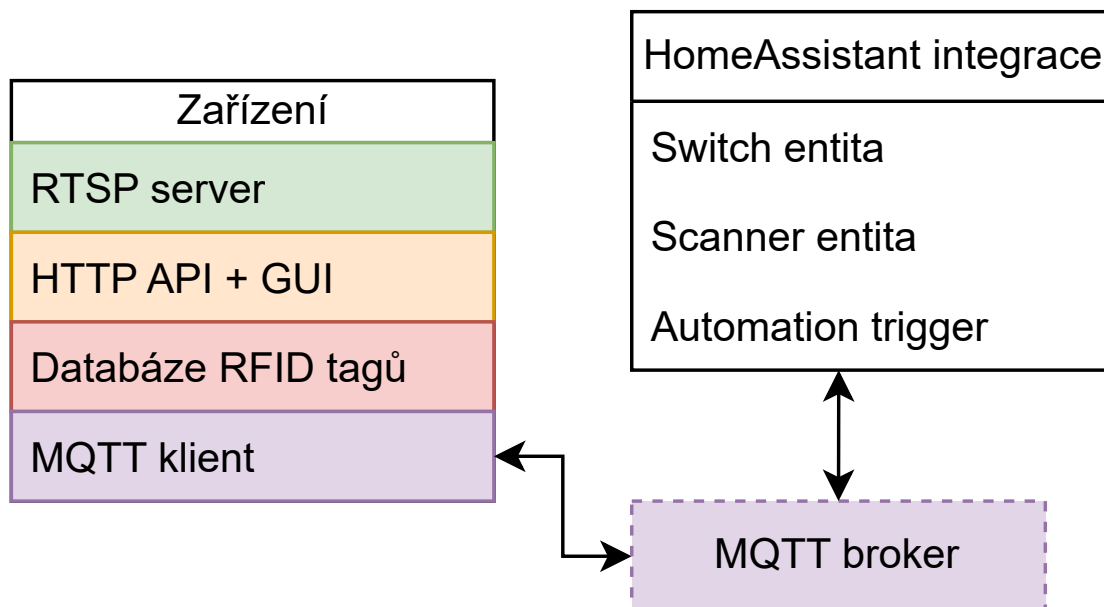 Zařízení
RTSP server
HTTP API + GUI
Databáze RFID tagů
MQTT klient
HomeAssistant integrace
Switch entita
Scanner entita
Automation trigger
MQTT broker